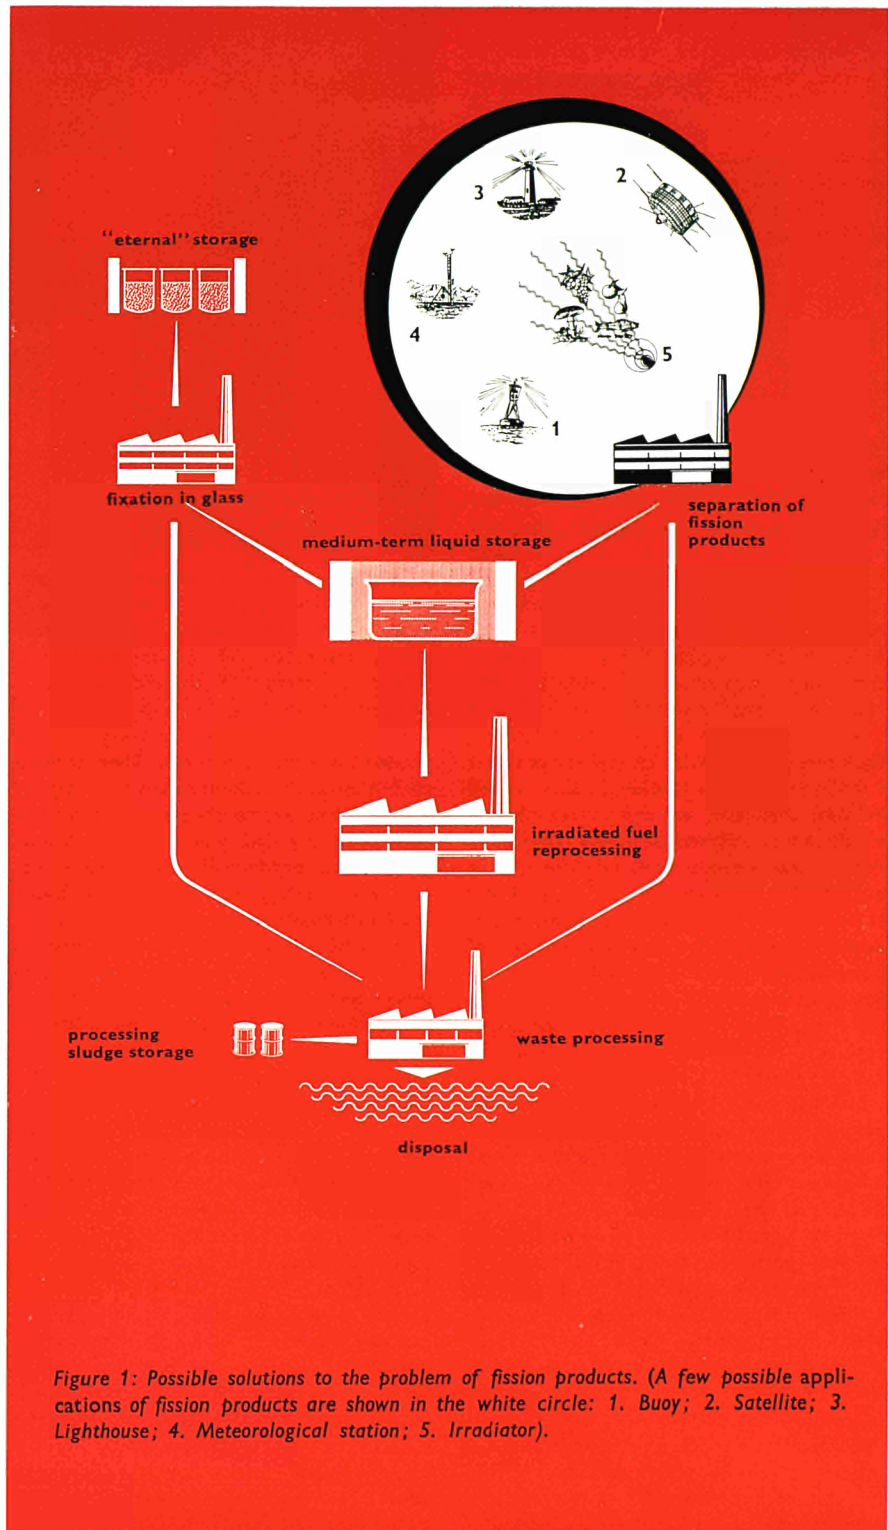 3
2
"eternal" storage
4
5
1
fixation in glass
separation of
fission
products
medium-term liquid storage
irradiated fuel
reprocessing
processing
sludge storage
waste processing
disposal
Figure 1: Possible solutions to the problem of fission products. (A few possible appli-
cations of fission products are shown in the white circle: 1. Buoy; 2. Satellite; 3.
Lighthouse; 4. Meteorological station; 5. Irradiator).